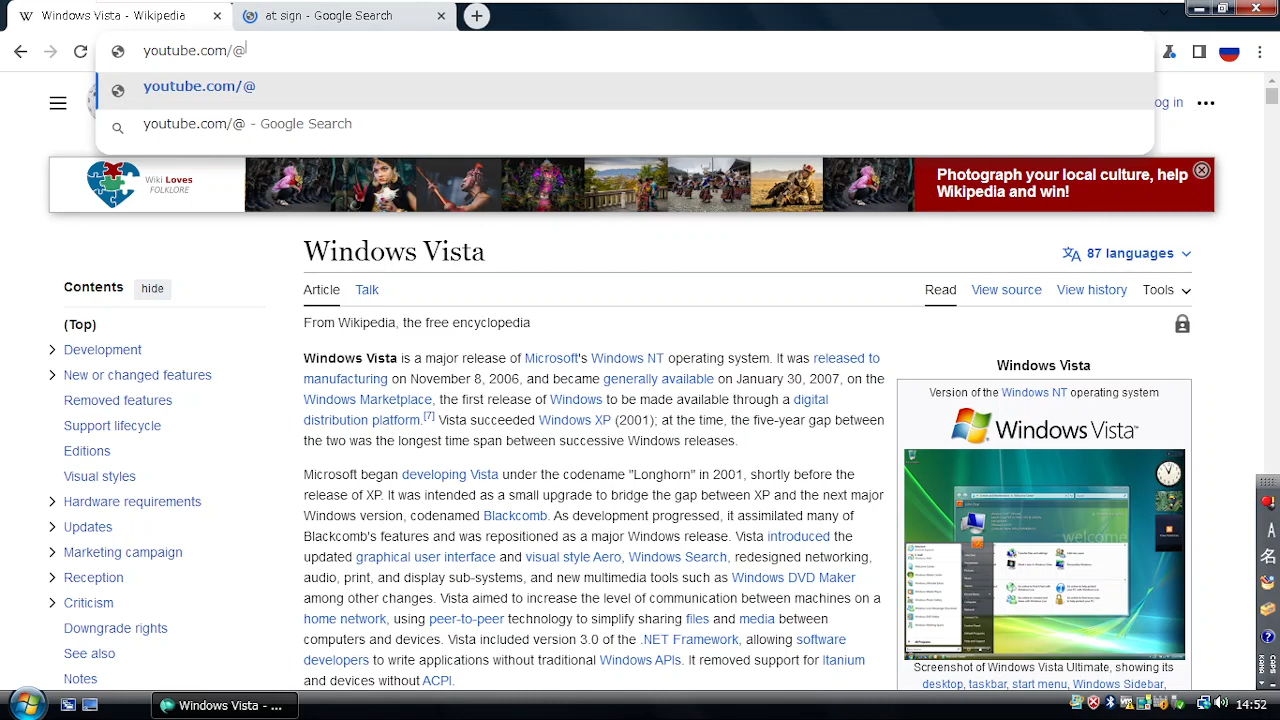 Windows Vista - Wikipedia
at sign - Google Search
youtube.com/@
youtube.com/@
youtube.com/@ - Google Search
og in
Wiki Loves
FOLKLORE
Photograph your local culture, help
Wikipedia and win!
Windows Vista
87 languages
Contents hide
Article Talk Read View source View history Tools
(Top)
Development
New or changed features
Removed features
Support lifecycle
Editions
Visual styles
Hardware requirements
Updates
Marketing campaign
Reception
Criticism
Downgrade rights
See also
Notes
From Wikipedia, the free encyclopedia
Windows Vista is a major release of Microsoft's Windows NT operating system. It was released to
manufacturing on November 8, 2006, and became generally available on January 30, 2007, on the
Windows Marketplace, the first release of Windows to be made available through a digital
distribution platform.[7] Vista succeeded Windows XP (2001); at the time, the five-year gap between
the two was the longest time span between successive Windows releases.
Microsoft began developing Vista under the codename "Longhorn" in 2001, shortly before the
release of XP. It was intended as a small upgrade to bridge the gap between XP and the next major
Windows version, codenamed Blackcomb. As development progressed, it assimilated many of
Blackcomb's features and was repositioned as a major Windows release. Vista introduced the
updated graphical user interface and visual style Aero, Windows Search, redesigned networking,
audio, print, and display sub-systems, and new multimedia tools such as Windows DVD Maker
among other changes. Vista aimed to increase the level of communication between machines on a
home network, using peer-to-peer technology to simplify sharing files and media between
computers and devices. Vista included version 3.0 of the .NET Framework, allowing software
developers to write applications without traditional Windows APIs. It removed support for Itanium
and devices without ACPI.
Windows Vista
Version of the Windows NT operating system
Windows Vista™
welcome
Screenshot of Windows Vista Ultimate, showing its
desktop, taskbar, start menu, Windows Sidebar,
A
名
CAPS
KANA
Windows Vista - ...
14:52